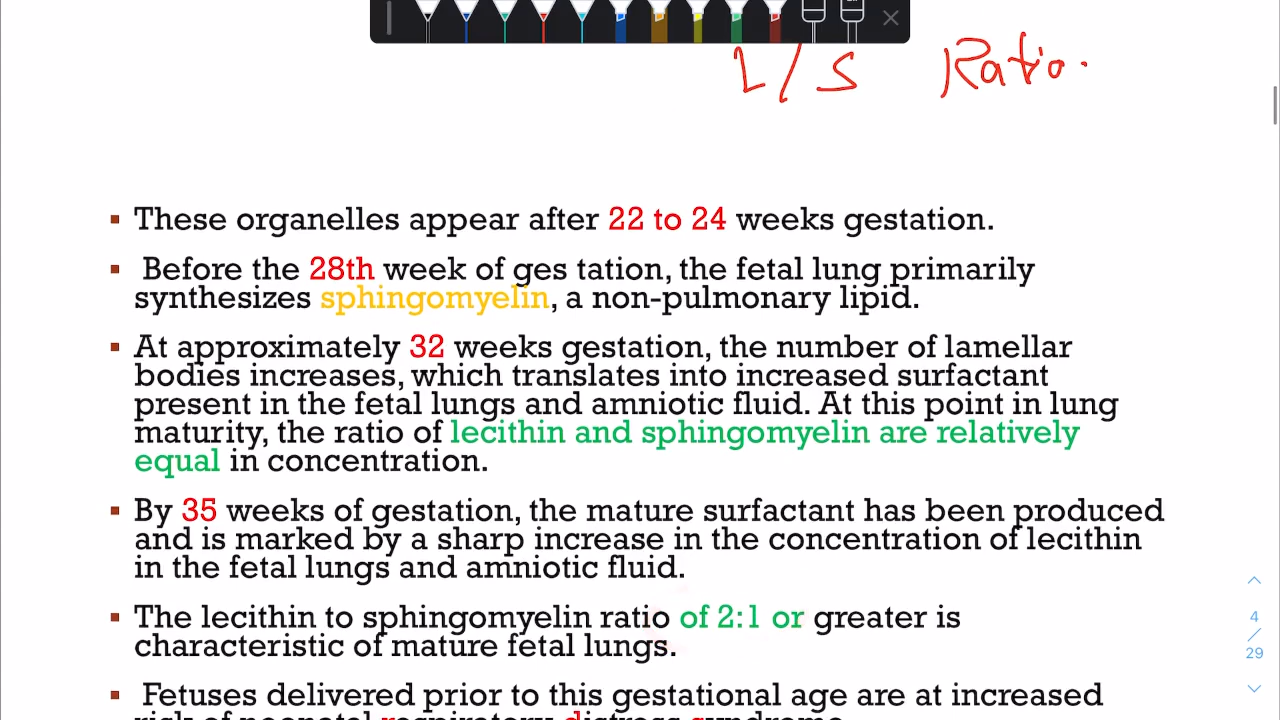 L/S Ratio.
▪ These organelles appear after 22 to 24 weeks gestation.
▪ Before the 28th week of ges tation, the fetal lung primarily
synthesizes sphingomyelin, a non-pulmonary lipid.
▪ At approximately 32 weeks gestation, the number of lamellar
bodies increases, which translates into increased surfactant
present in the fetal lungs and amniotic fluid. At this point in lung
maturity, the ratio of lecithin and sphingomyelin are relatively
equal in concentration.
▪ By 35 weeks of gestation, the mature surfactant has been produced
and is marked by a sharp increase in the concentration of lecithin
in the fetal lungs and amniotic fluid.
▪ The lecithin to sphingomyelin ratio of 2:1 or greater is
characteristic of mature fetal lungs.
▪ Fetuses delivered prior to this gestational age are at increased
risk of neonatal respiratory distress syndrome.
4
/
29